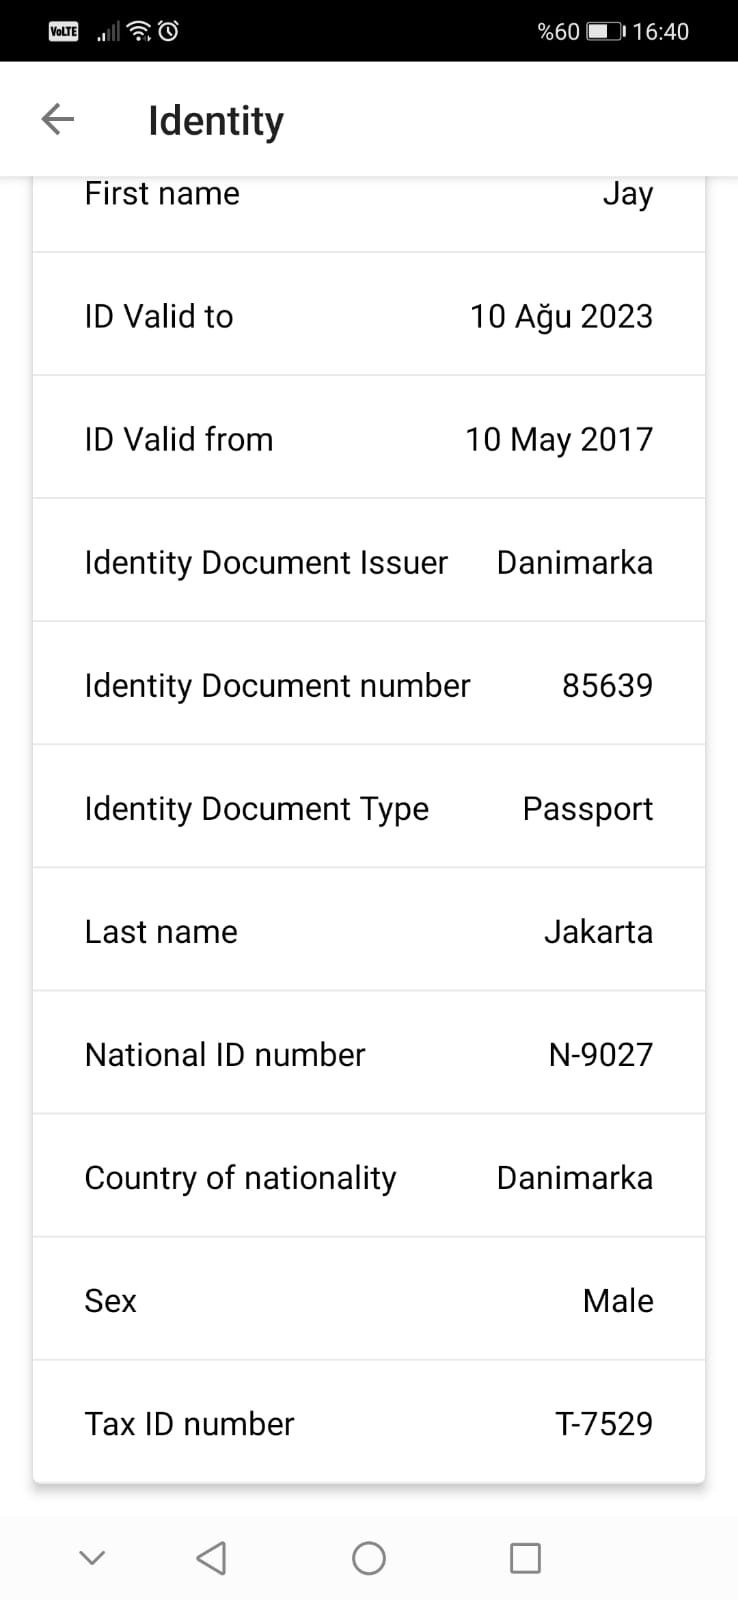 VoLTE %60 16:40
Identity
First name Jay
ID Valid to 10 Ağu 2023
ID Valid from 10 May 2017
Identity Document Issuer Danimarka
Identity Document number 85639
Identity Document Type Passport
Last name Jakarta
National ID number N-9027
Country of nationality Danimarka
Sex Male
Tax ID number T-7529